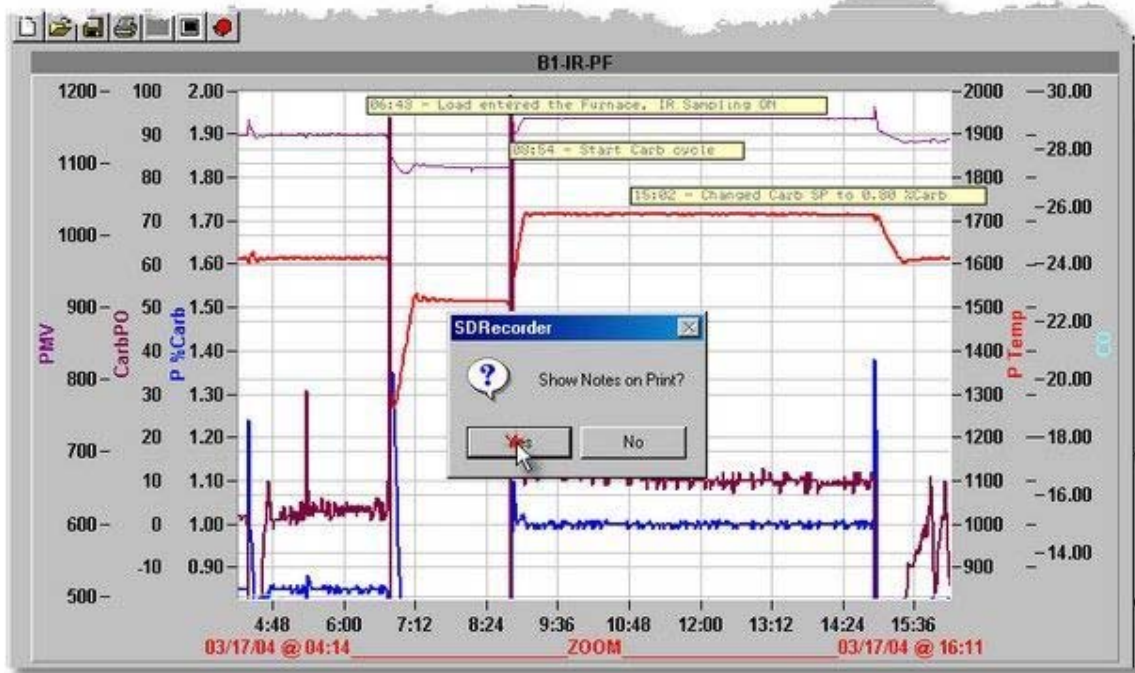 B1-IR-PF
1200 100 2.00 2000 30.00
06:43 - Load entered the Furnace, IR Sampling ON
90 1.90 1900
08:54 - Start Carb cycle
28.00
1100
80 1.80 1800
15:02 - Changed Carb SP to 0.80 %Carb
26.00
70 1.70 1700
1000
60 1.60 1600 24.00
900 50 1.50 1500
SDRecorder
22.00
PMV
CarbPO
P %Carb
P Temp
CO
40 1.40 1400
Show Notes on Print?
800 20.00
30 1.30 1300
20 1.20 1200 18.00
Yes No
700
10 1.10 1100
16.00
600 0 1.00 1000
14.00
-10 0.90 900
500
4:48 6:00 7:12 8:24 9:36 10:48 12:00 13:12 14:24 15:36
03/17/04 @ 04:14 ZOOM 03/17/04 @ 16:11